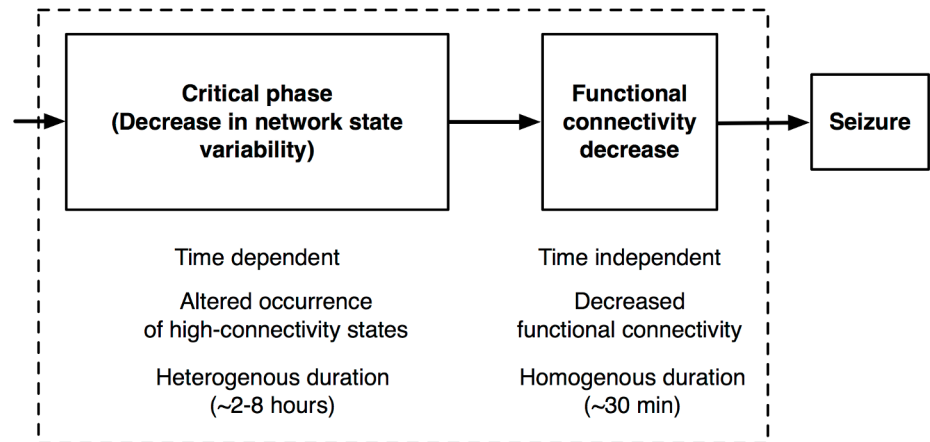 Critical phase
(Decrease in network state
variability)
Functional
connectivity
decrease
Seizure
Time dependent
Altered occurrence
of high-connectivity states
Heterogenous duration
(~2-8 hours)
Time independent
Decreased
functional connectivity
Homogenous duration
(~30 min)